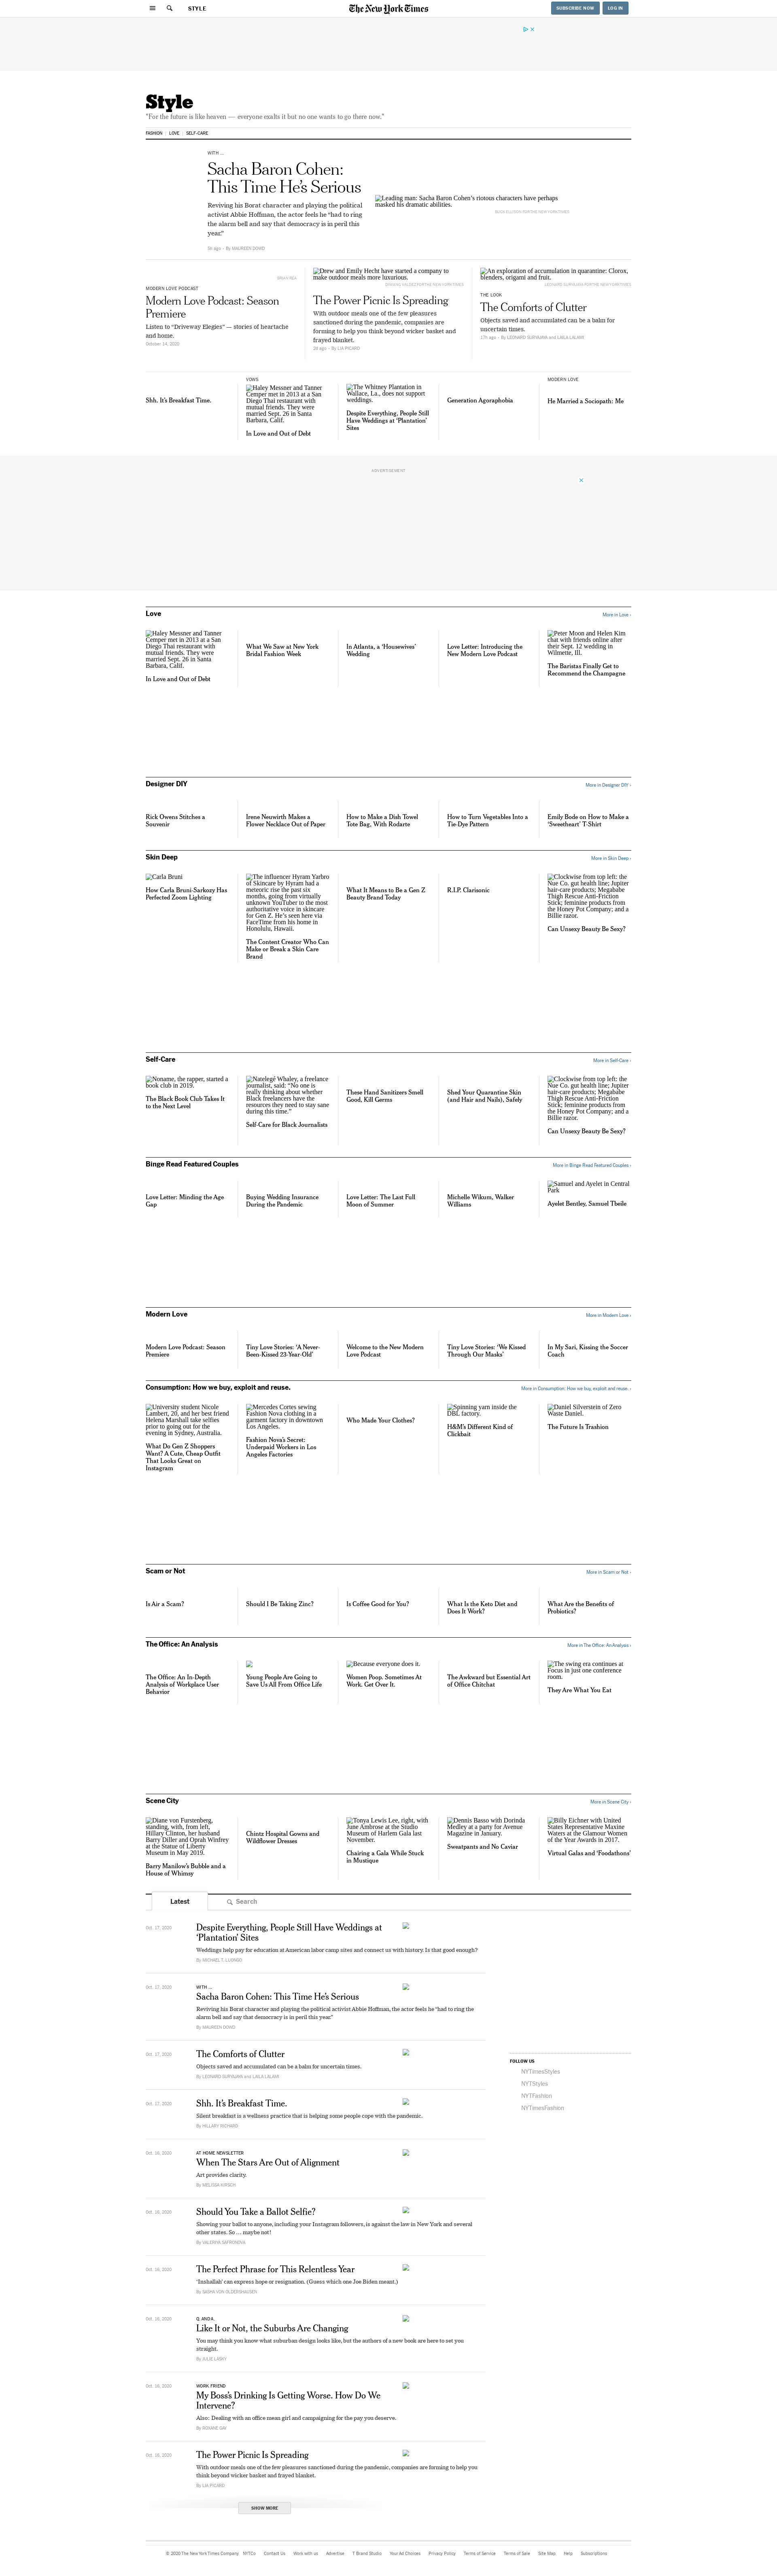 STYLE
The New York Times
SUBSCRIBE NOW
LOG IN
Style
"For the future is like heaven — everyone exalts it but no one wants to go there now."
FASHION
LOVE
SELF-CARE
WITH ...
Sacha Baron Cohen:
This Time He's Serious
Reviving his Borat character and playing the political
activist Abbie Hoffman, the actor feels he "had to ring
the alarm bell and say that democracy is in peril this
year."
3h ago - By MAUREEN DOWD
Leading man: Sacha Baron Cohen's riotous characters have perhaps
masked his dramatic abilities.
BRIAN REA
MODERN LOVE PODCAST
Modern Love Podcast: Season
Premiere
Listen to "Driveway Elegies" — stories of heartache
and home.
October 14, 2020
Drew and Emily Hecht have started a company to
make outdoor meals more luxurious.
The Power Picnic Is Spreading
With outdoor meals one of the few pleasures
sanctioned during the pandemic, companies are
forming to help you think beyond wicker basket and
frayed blanket.
2d ago - By LIA PICARD
An exploration of accumulation in quarantine: Clorox,
blenders, origami and fruit.
THE LOOK
The Comforts of Clutter
Objects saved and accumulated can be a balm for
uncertain times.
17h ago - By LEONARD SURYAJAYA and LAILA LALAMI
Shh. It's Breakfast Time.
VOWS
Haley Messner and Tanner
Cemper met in 2013 at a San
Diego Thai restaurant with
mutual friends. They were
married Sept. 26 in Santa
Barbara, Calif.
In Love and Out of Debt
The Whitney Plantation in
Wallace, La., does not support
weddings.
Despite Everything, People Still
Have Weddings at 'Plantation'
Sites
Generation Agoraphobia
MODERN LOVE
He Married a Sociopath: Me
ADVERTISEMENT
Love
More in Love ›
Haley Messner and Tanner
Cemper met in 2013 at a San
Diego Thai restaurant with
mutual friends. They were
married Sept. 26 in Santa
Barbara, Calif.
In Love and Out of Debt
What We Saw at New York
Bridal Fashion Week
In Atlanta, a 'Housewives'
Wedding
Love Letter: Introducing the
New Modern Love Podcast
Peter Moon and Helen Kim
chat with friends online after
their Sept. 12 wedding in
Wilmette, Ill.
The Baristas Finally Get to
Recommend the Champagne
Designer DIY
More in Designer DIY ›
Rick Owens Stitches a
Souvenir
Irene Neuwirth Makes a
Flower Necklace Out of Paper
How to Make a Dish Towel
Tote Bag, With Rodarte
How to Turn Vegetables Into a
Tie-Dye Pattern
Emily Bode on How to Make a
'Sweetheart' T-Shirt
Skin Deep
More in Skin Deep ›
Carla Bruni
How Carla Bruni-Sarkozy Has
Perfected Zoom Lighting
The influencer Hyram Yarbro
of Skincare by Hyram had a
meteoric rise the past six
months, going from virtually
unknown YouTuber to the most
authoritative voice in skincare
for Gen Z. He's seen here via
FaceTime from his home in
Honolulu, Hawaii.
The Content Creator Who Can
Make or Break a Skin Care
Brand
What It Means to Be a Gen Z
Beauty Brand Today
R.I.P. Clarisonic
Clockwise from top left: the
Nue Co. gut health line; Jupiter
hair-care products; Megababe
Thigh Rescue Anti-Friction
Stick; feminine products from
the Honey Pot Company; and a
Billie razor.
Can Unsexy Beauty Be Sexy?
Self-Care
More in Self-Care ›
Noname, the rapper, started a
book club in 2019.
The Black Book Club Takes It
to the Next Level
Natelegé Whaley, a freelance
journalist, said: "No one is
really thinking about whether
Black freelancers have the
resources they need to stay sane
during this time."
Self-Care for Black Journalists
These Hand Sanitizers Smell
Good, Kill Germs
Shed Your Quarantine Skin
(and Hair and Nails), Safely
Clockwise from top left: the
Nue Co. gut health line; Jupiter
hair-care products; Megababe
Thigh Rescue Anti-Friction
Stick; feminine products from
the Honey Pot Company; and a
Billie razor.
Can Unsexy Beauty Be Sexy?
Binge Read Featured Couples
More in Binge Read Featured Couples ›
Love Letter: Minding the Age
Gap
Buying Wedding Insurance
During the Pandemic
Love Letter: The Last Full
Moon of Summer
Michelle Wikum, Walker
Williams
Samuel and Ayelet in Central
Park
Ayelet Bentley, Samuel Theile
Modern Love
More in Modern Love ›
Modern Love Podcast: Season
Premiere
Tiny Love Stories: 'A Never-
Been-Kissed 23-Year-Old'
Welcome to the New Modern
Love Podcast
Tiny Love Stories: 'We Kissed
Through Our Masks'
In My Sari, Kissing the Soccer
Coach
Consumption: How we buy, exploit and reuse.
More in Consumption: How we buy, exploit and reuse. ›
University student Nicole
Lambert, 20, and her best friend
Helena Marshall take selfies
prior to going out for the
evening in Sydney, Australia.
What Do Gen Z Shoppers
Want? A Cute, Cheap Outfit
That Looks Great on
Instagram
Mercedes Cortes sewing
Fashion Nova clothing in a
garment factory in downtown
Los Angeles.
Fashion Nova's Secret:
Underpaid Workers in Los
Angeles Factories
Who Made Your Clothes?
Spinning yarn inside the
DBL factory.
H&M's Different Kind of
Clickbait
Daniel Silverstein of Zero
Waste Daniel.
The Future Is Trashion
Scam or Not
More in Scam or Not ›
Is Air a Scam?
Should I Be Taking Zinc?
Is Coffee Good for You?
What Is the Keto Diet and
Does It Work?
What Are the Benefits of
Probiotics?
The Office: An Analysis
More in The Office: An Analysis ›
The Office: An In-Depth
Analysis of Workplace User
Behavior
Young People Are Going to
Save Us All From Office Life
Because everyone does it.
Women Poop. Sometimes At
Work. Get Over It.
The Awkward but Essential Art
of Office Chitchat
The swing era continues at
Focus in just one conference
room.
They Are What You Eat
Scene City
More in Scene City ›
Diane von Furstenberg,
standing, with, from left,
Hillary Clinton, her husband
Barry Diller and Oprah Winfrey
at the Statue of Liberty
Museum in May 2019.
Barry Manilow's Bubble and a
House of Whimsy
Chintz Hospital Gowns and
Wildflower Dresses
Tonya Lewis Lee, right, with
June Ambrose at the Studio
Museum of Harlem Gala last
November.
Chairing a Gala While Stuck
in Mustique
Dennis Basso with Dorinda
Medley at a party for Avenue
Magazine in January.
Sweatpants and No Caviar
Billy Eichner with United
States Representative Maxine
Waters at the Glamour Women
of the Year Awards in 2017.
Virtual Galas and 'Foodathons'
Latest
Search
Oct. 17, 2020
Despite Everything, People Still Have Weddings at
'Plantation' Sites
Weddings help pay for education at American labor camp sites and connect us with history. Is that good enough?
By MICHAEL T. LUONGO
Oct. 17, 2020
WITH ...
Sacha Baron Cohen: This Time He's Serious
Reviving his Borat character and playing the political activist Abbie Hoffman, the actor feels he "had to ring the
alarm bell and say that democracy is in peril this year."
By MAUREEN DOWD
Oct. 17, 2020
The Comforts of Clutter
Objects saved and accumulated can be a balm for uncertain times.
By LEONARD SURYAJAYA and LAILA LALAMI
Oct. 17, 2020
Shh. It's Breakfast Time.
Silent breakfast is a wellness practice that is helping some people cope with the pandemic.
By HILLARY RICHARD
Oct. 16, 2020
AT HOME NEWSLETTER
When The Stars Are Out of Alignment
Art provides clarity.
By MELISSA KIRSCH
Oct. 16, 2020
Should You Take a Ballot Selfie?
Showing your ballot to anyone, including your Instagram followers, is against the law in New York and several
other states. So … maybe not!
By VALERIYA SAFRONOVA
Oct. 16, 2020
The Perfect Phrase for This Relentless Year
'Inshallah' can express hope or resignation. (Guess which one Joe Biden meant.)
By SASHA VON OLDERSHAUSEN
Oct. 16, 2020
Q. AND A.
Like It or Not, the Suburbs Are Changing
You may think you know what suburban design looks like, but the authors of a new book are here to set you
straight.
By JULIE LASKY
Oct. 16, 2020
WORK FRIEND
My Boss's Drinking Is Getting Worse. How Do We
Intervene?
Also: Dealing with an office mean girl and campaigning for the pay you deserve.
By ROXANE GAY
Oct. 16, 2020
The Power Picnic Is Spreading
With outdoor meals one of the few pleasures sanctioned during the pandemic, companies are forming to help you
think beyond wicker basket and frayed blanket.
By LIA PICARD
SHOW MORE
FOLLOW US
NYTimesStyles
NYTStyles
NYTFashion
NYTimesFashion
© 2020 The New York Times Company
NYTCo
Contact Us
Work with us
Advertise
T Brand Studio
Your Ad Choices
Privacy Policy
Terms of Service
Terms of Sale
Site Map
Help
Subscriptions